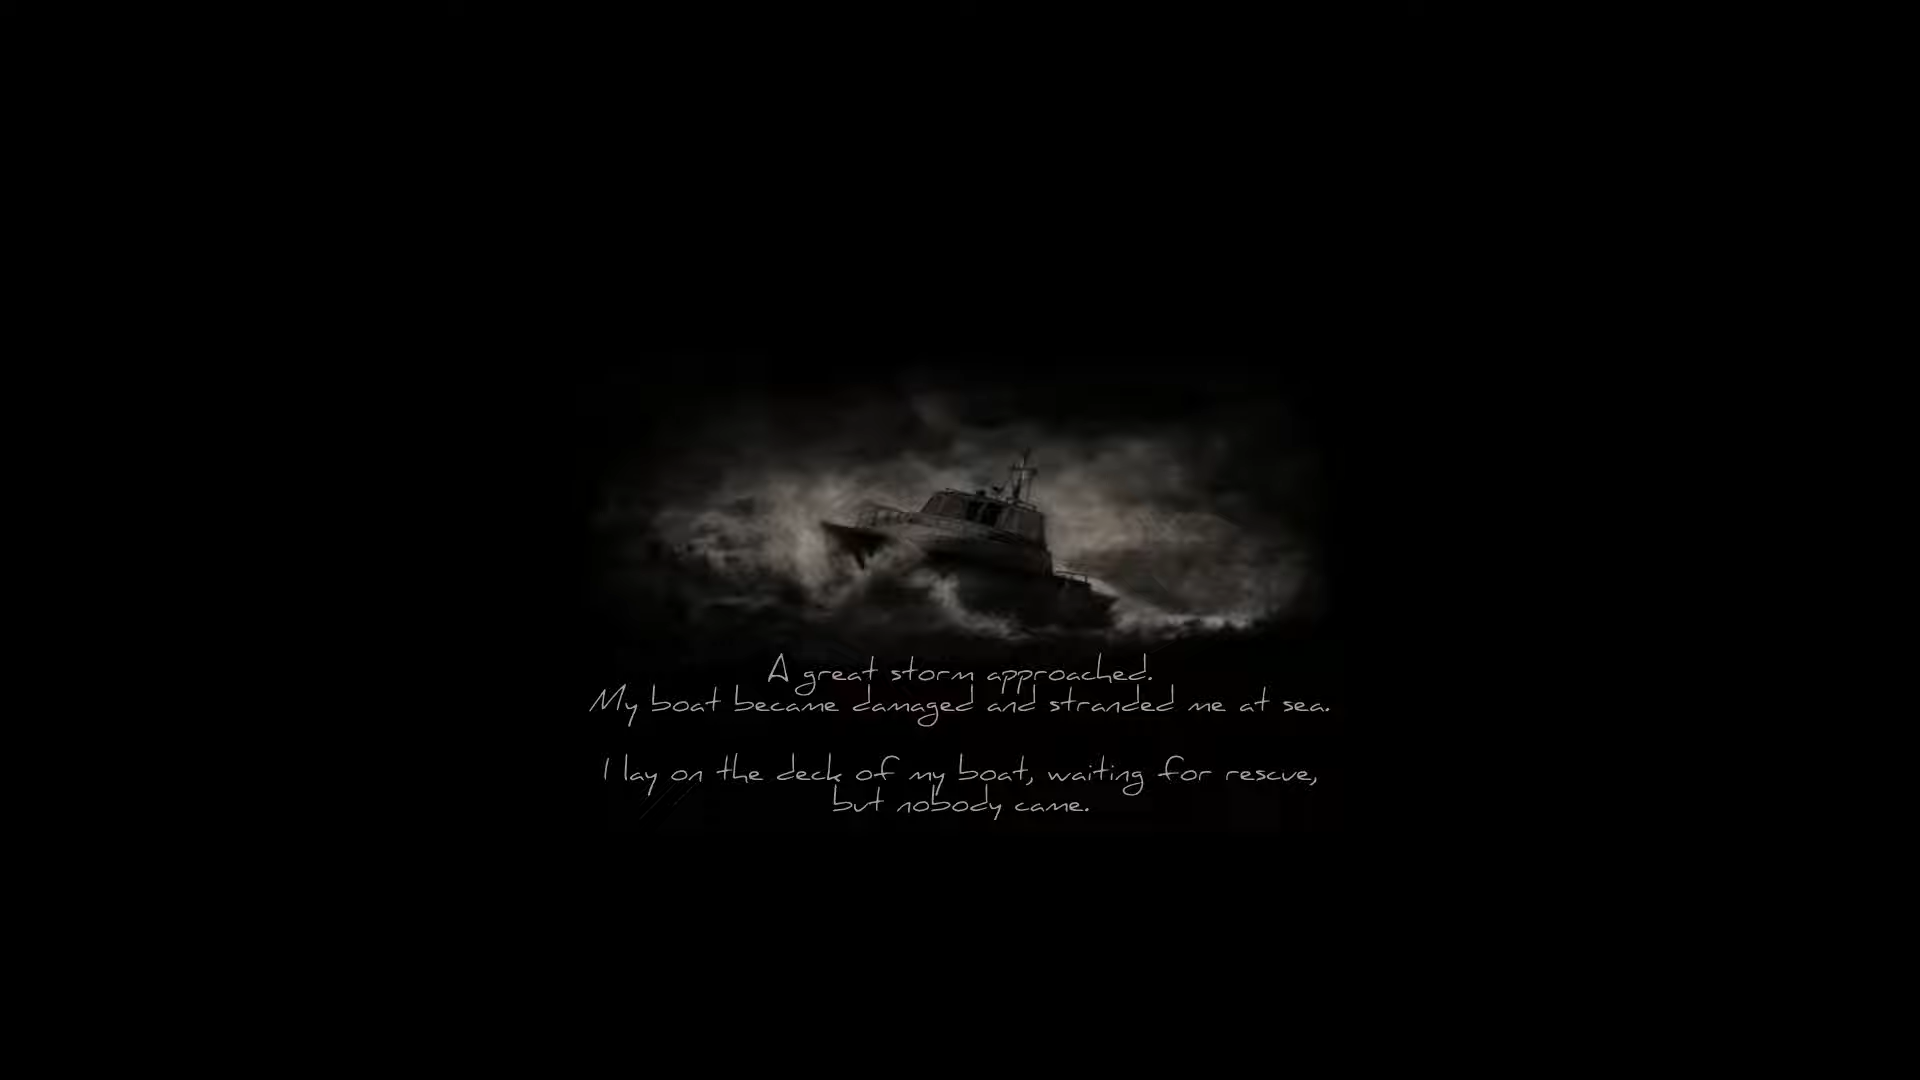 A great storm approached.
My boat became damaged and stranded me at sea.
I lay on the deck of my boat, waiting for rescue,
but nobody came.